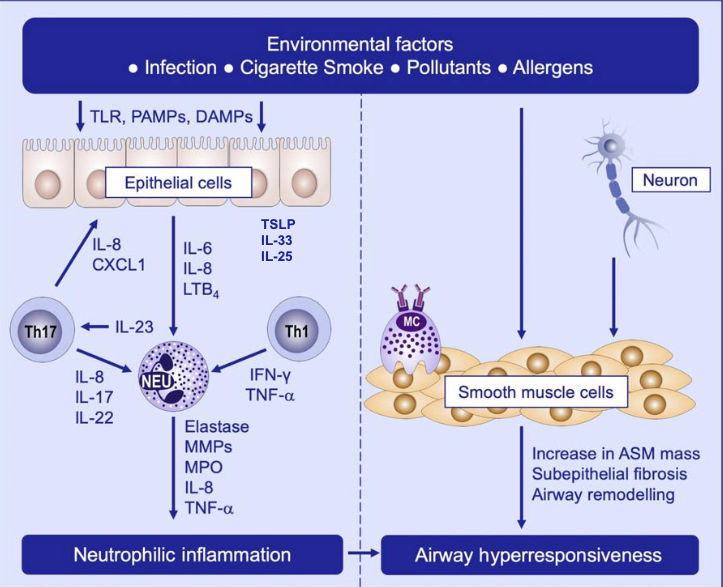 Environmental factors
● Infection ● Cigarette Smoke ● Pollutants ● Allergens
TLR, PAMPs, DAMPs
Epithelial cells
TSLP
IL-33
IL-25
IL-8
CXCL1
IL-6
IL-8
LTB₄
Th17
IL-23
Th1
NEU
IL-8
IL-17
IL-22
IFN-γ
TNF-α
Elastase
MMPs
MPO
IL-8
TNF-α
Neutrophilic inflammation
Neuron
MC
Smooth muscle cells
Increase in ASM mass
Subepithelial fibrosis
Airway remodelling
Airway hyperresponsiveness